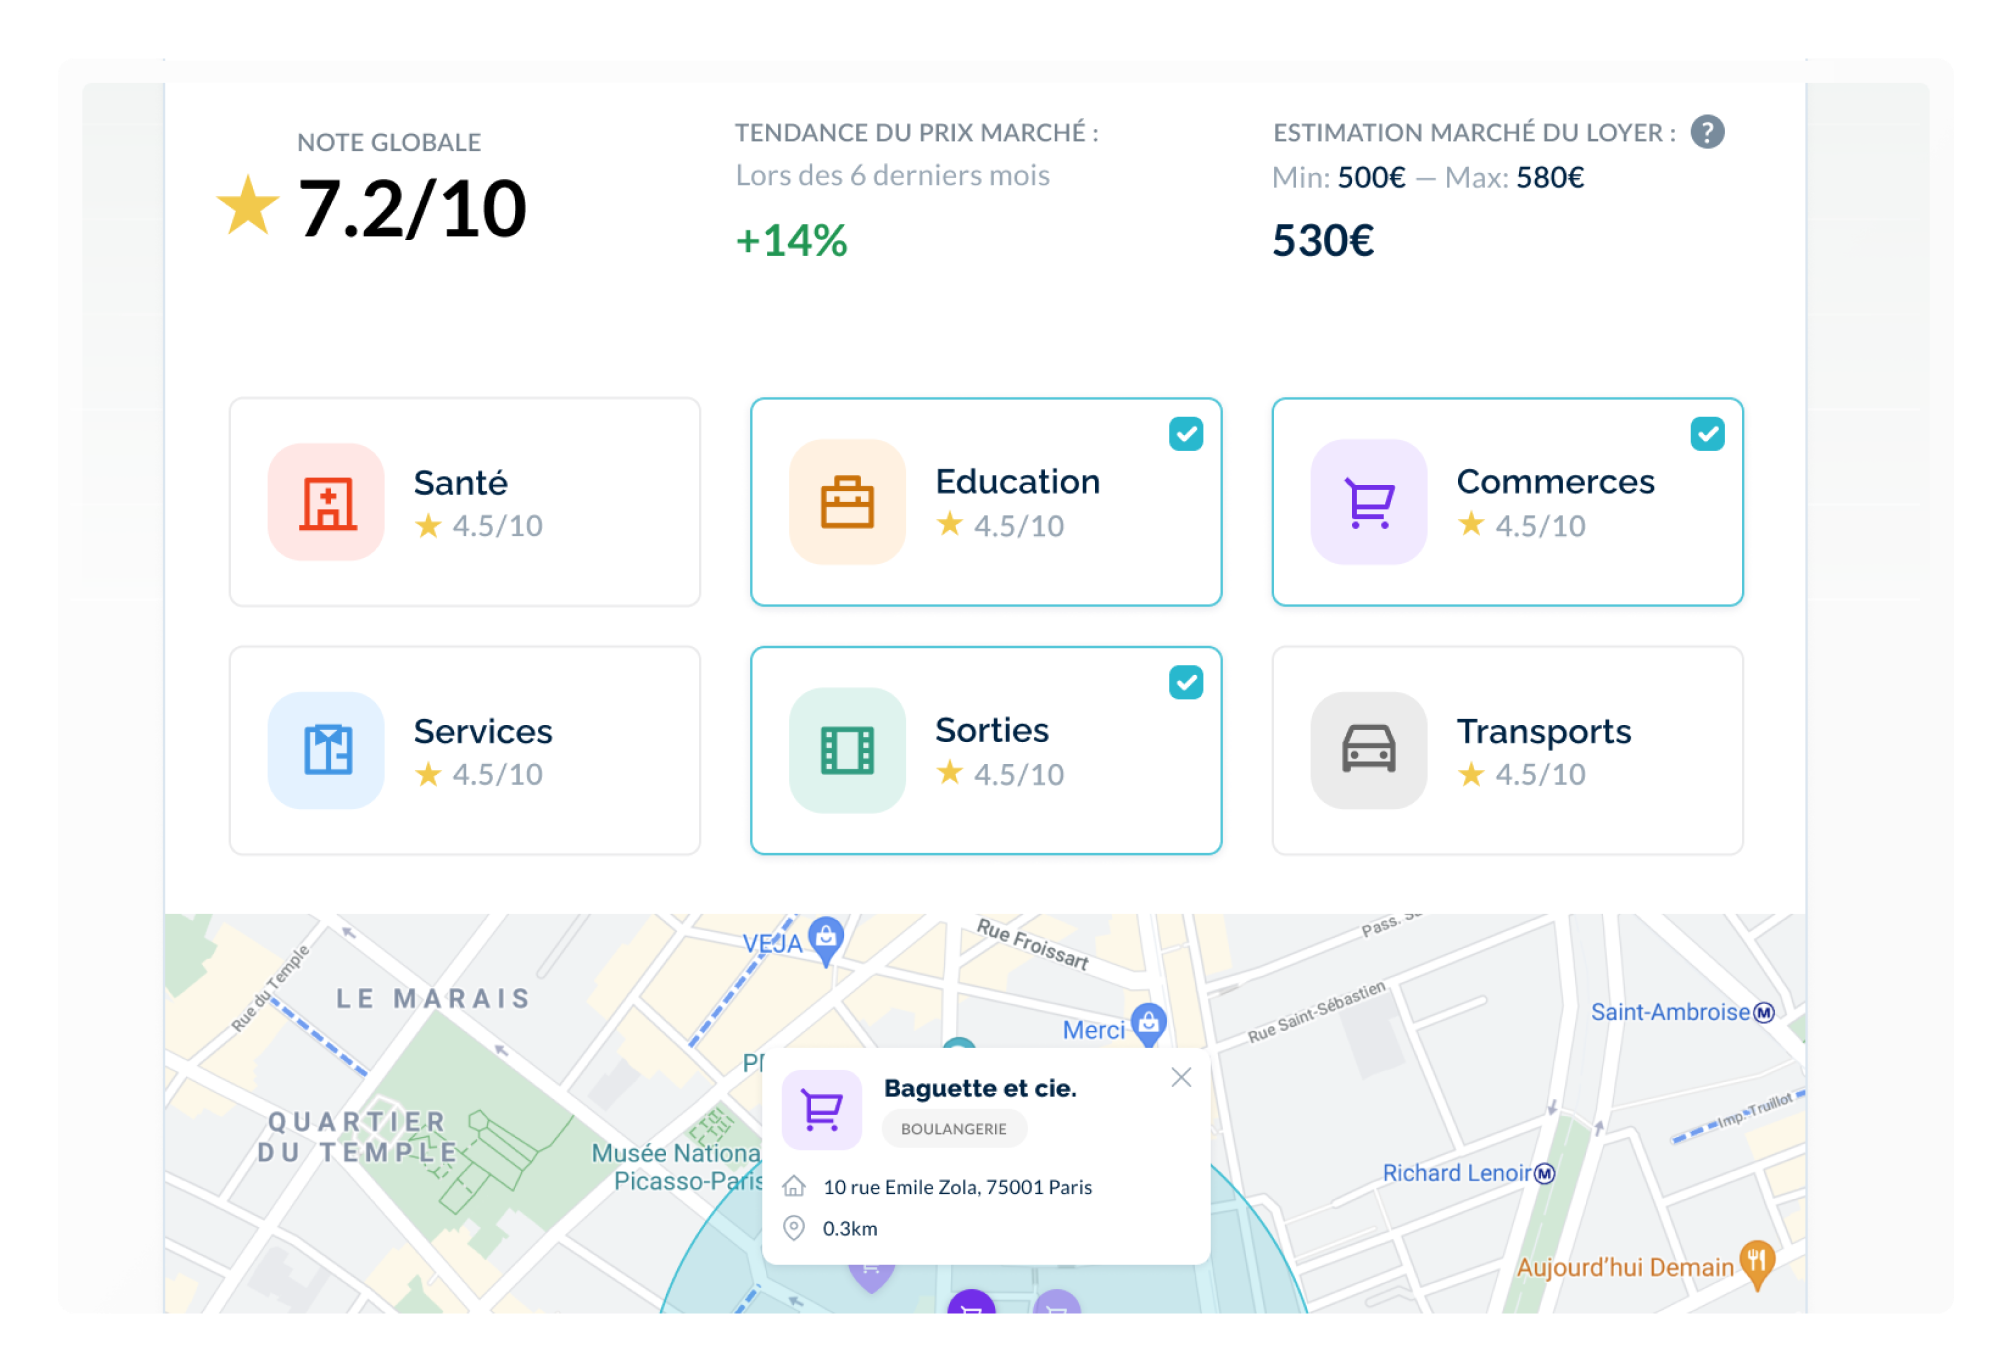 NOTE GLOBALE
7.2/10
TENDANCE DU PRIX MARCHÉ :
Lors des 6 derniers mois
+14%
ESTIMATION MARCHÉ DU LOYER : ?
Min: 500€ — Max: 580€
530€
Santé
4.5/10
Education
4.5/10
Commerces
4.5/10
Services
4.5/10
Sorties
4.5/10
Transports
4.5/10
VEJA
Rue Froissart
Pass.
Rue du Temple
LE MARAIS
Merci
Rue Saint-Sébastien
Saint-Ambroise M
QUARTIER
DU TEMPLE
Musée Nationa
Picasso-Paris
Baguette et cie.
BOULANGERIE
10 rue Emile Zola, 75001 Paris
0.3km
Imp. Truillot
Richard Lenoir M
Aujourd'hui Demain